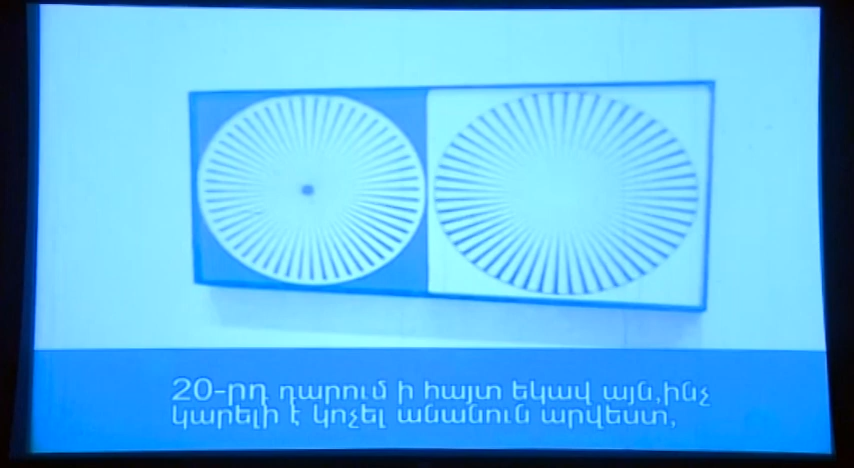 20-րդ դարում ի հայտ եկավ այն,ինչ
կարելի է կոչել անանուն արվեստ,